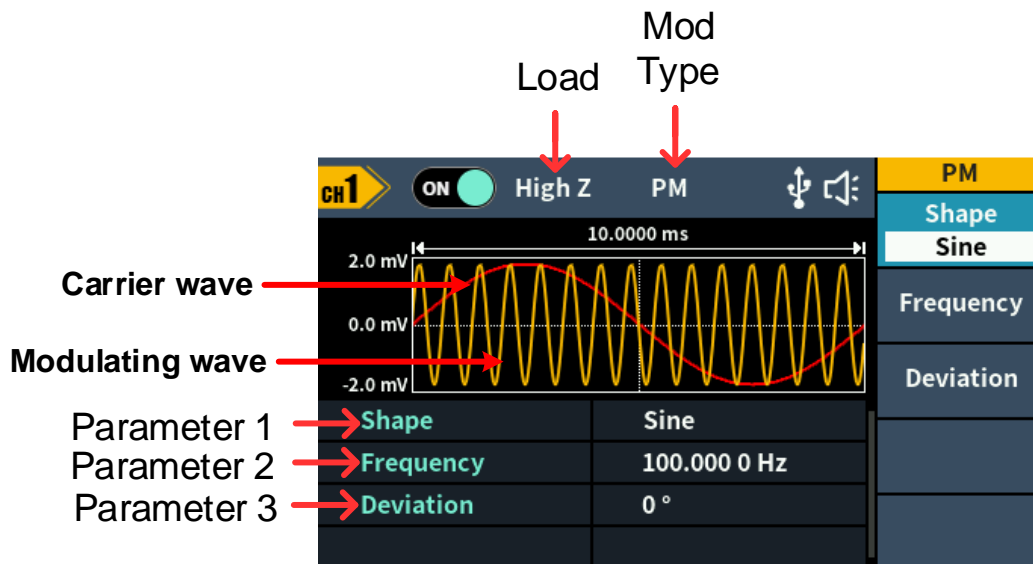 Mod
Type
Load
CH1
ON
High Z
PM
PM
Shape
Sine
Frequency
Deviation
10.0000 ms
2.0 mV
0.0 mV
-2.0 mV
Carrier wave
Modulating wave
Parameter 1
Shape
Sine
Parameter 2
Frequency
100.000 0 Hz
Parameter 3
Deviation
0 °